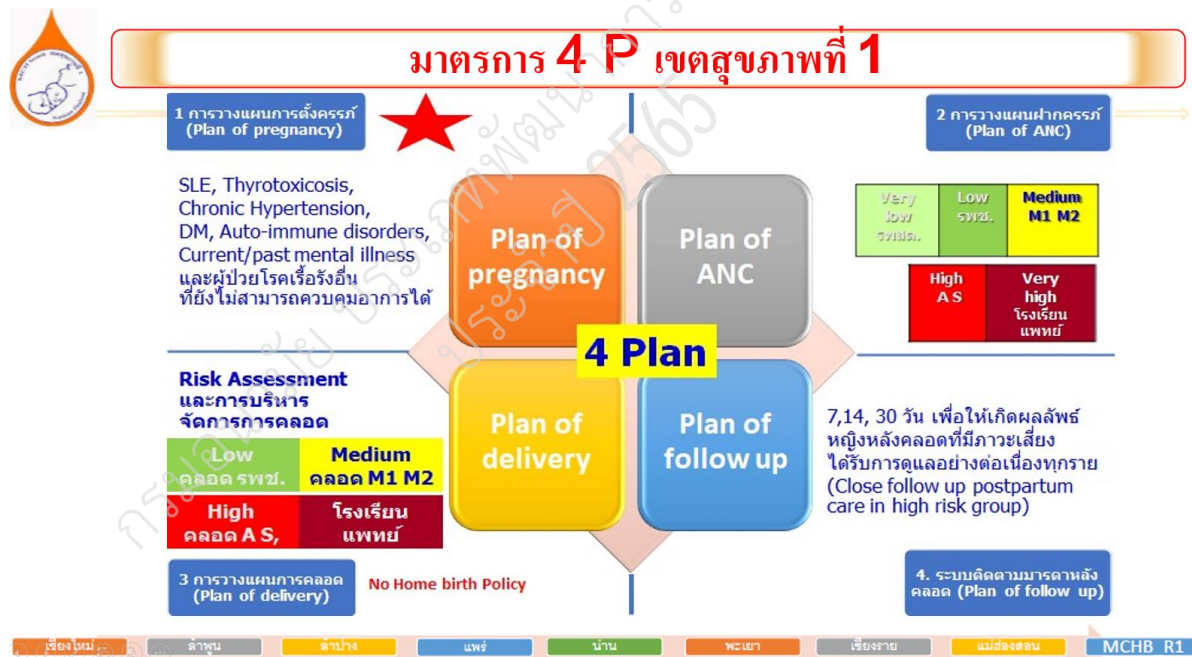 มาตรการ 4 P เขตสุขภาพที่ 1
1 การวางแผนการตั้งครรภ์
(Plan of pregnancy)
2 การวางแผนฝากครรภ์
(Plan of ANC)
SLE, Thyrotoxicosis,
Chronic Hypertension,
DM, Auto-immune disorders,
Current/past mental illness
และผู้ป่วยโรคเรื้อรังอื่น
ที่ยังไม่สามารถควบคุมอาการได้
Plan of
pregnancy
Plan of
ANC
Very
low
รพสต.
Low
รพช.
Medium
M1 M2
High
A S
Very
high
โรงเรียน
แพทย์
4 Plan
Risk Assessment
และการบริหาร
จัดการการคลอด
Low
คลอด รพช.
Medium
คลอด M1 M2
High
คลอด A S,
โรงเรียน
แพทย์
Plan of
delivery
Plan of
follow up
7,14, 30 วัน เพื่อให้เกิดผลลัพธ์
หญิงหลังคลอดที่มีภาวะเสี่ยง
ได้รับการดูแลอย่างต่อเนื่องทุกราย
(Close follow up postpartum
care in high risk group)
3 การวางแผนการคลอด
(Plan of delivery)
No Home birth Policy
4. ระบบติดตามมารดาหลัง
คลอด (Plan of follow up)
เชียงใหม่ ลำพูน ลำปาง แพร่ น่าน พะเยา เชียงราย แม่ฮ่องสอน MCHB R1
ประจำปี 2565